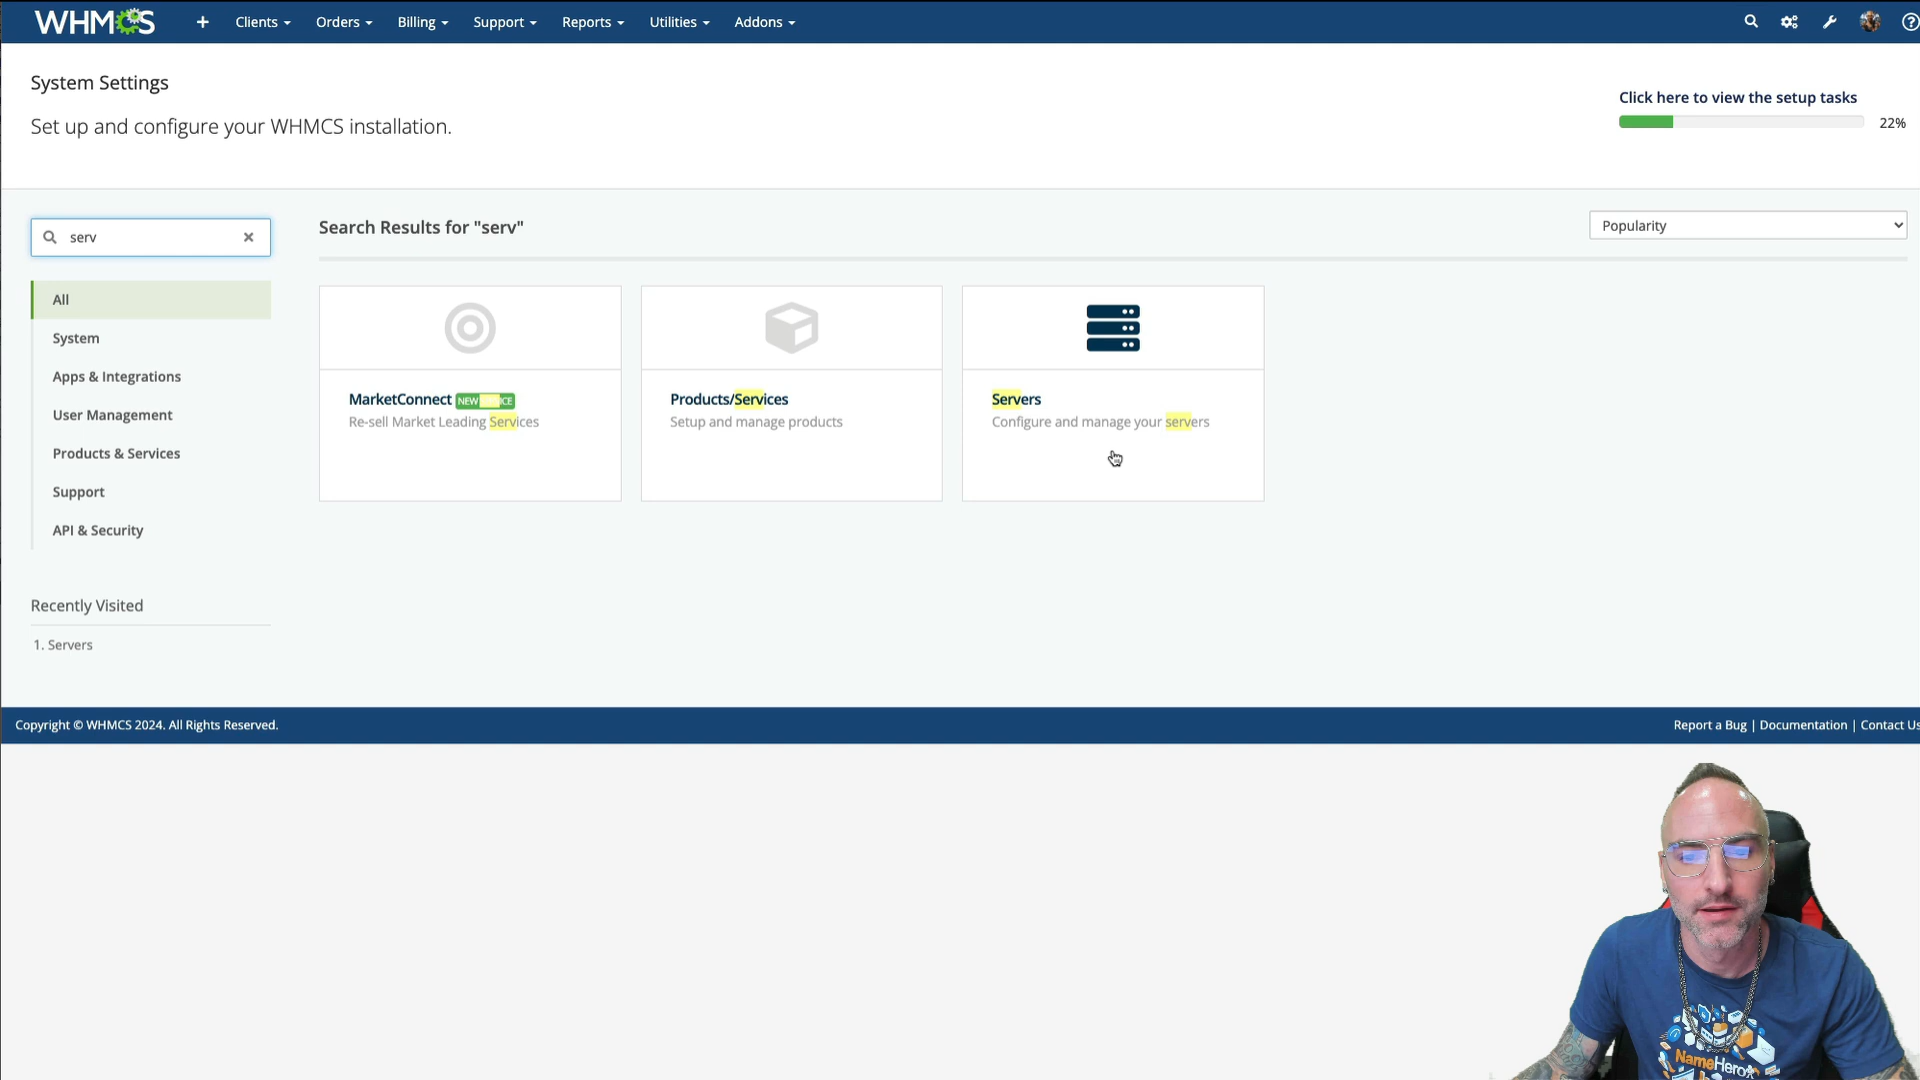 WHMCS
Clients Orders Billing Support Reports Utilities Addons
System Settings
Set up and configure your WHMCS installation.
Click here to view the setup tasks
22%
serv
Search Results for "serv"
Popularity
All
System
Apps & Integrations
User Management
Products & Services
Support
API & Security
MarketConnect
Re-sell Market Leading Services
Products/Services
Setup and manage products
Servers
Configure and manage your servers
Recently Visited
1. Servers
Copyright © WHMCS 2024. All Rights Reserved.
Report a Bug | Documentation | Contact Us
NameHero